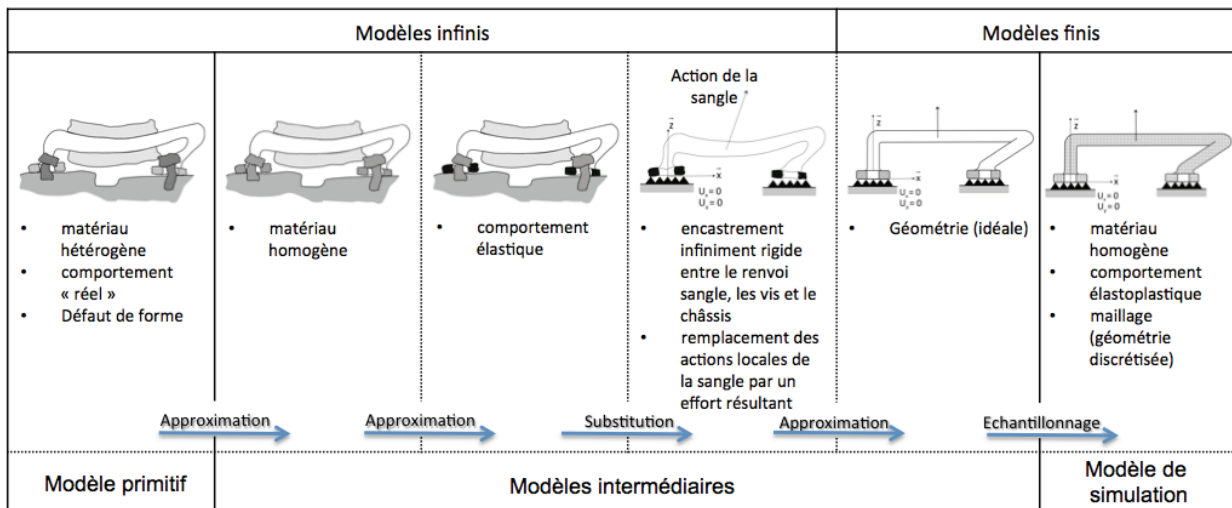 Modèles infinis
Modèles finis
Action de la
sangle
z
x
Uₓ = 0
Uᵧ = 0
z
x
Uₓ = 0
Uᵧ = 0
z
x
Uₓ = 0
Uᵧ = 0
• matériau
hétérogène
• comportement
« réel »
• Défaut de forme
• matériau
homogène
• comportement
élastique
• encastrement
infiniment rigide
entre le renvoi
sangle, les vis et le
châssis
• remplacement des
actions locales de
la sangle par un
effort résultant
• Géométrie (idéale)
• matériau
homogène
• comportement
élastoplastique
• maillage
(géométrie
discrétisée)
Approximation
Approximation
Substitution
Approximation
Echantillonnage
Modèle primitif
Modèles intermédiaires
Modèle de
simulation